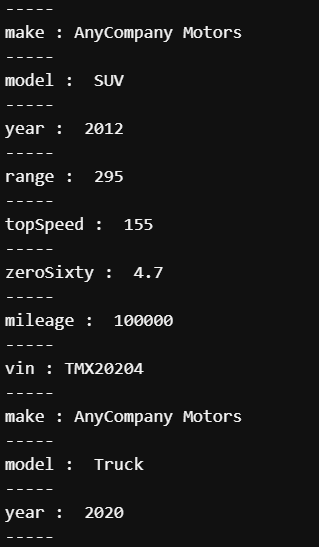 -----
make : AnyCompany Motors
-----
model :  SUV
-----
year :  2012
-----
range :  295
-----
topSpeed :  155
-----
zeroSixty :  4.7
-----
mileage :  100000
-----
vin : TMX20204
-----
make : AnyCompany Motors
-----
model :  Truck
-----
year :  2020
-----